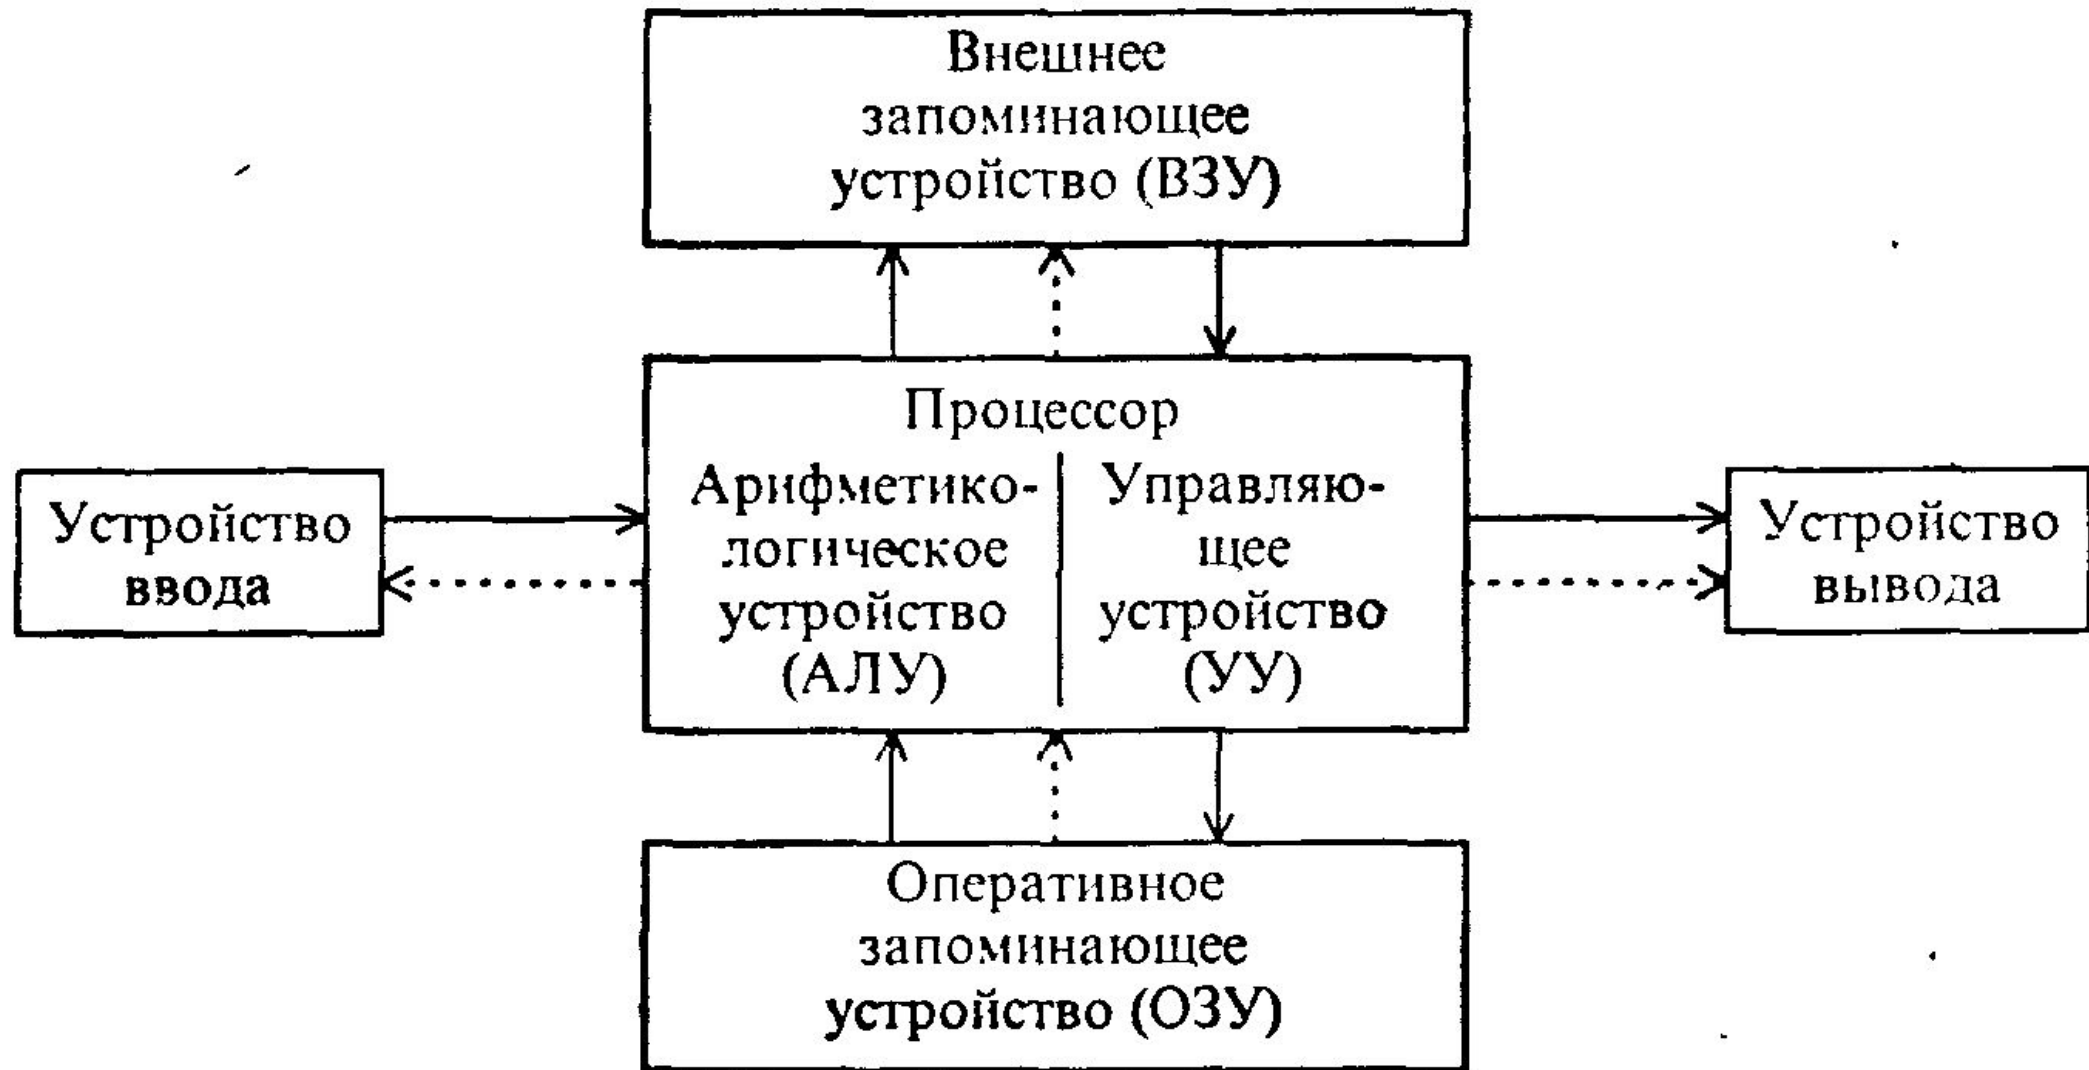 Внешнее
запоминающее
устройство (ВЗУ)
Процессор
Арифметико-
логическое
устройство
(АЛУ)
Управляю-
щее
устройство
(УУ)
Устройство
ввода
Устройство
вывода
Оперативное
запоминающее
устройство (ОЗУ)